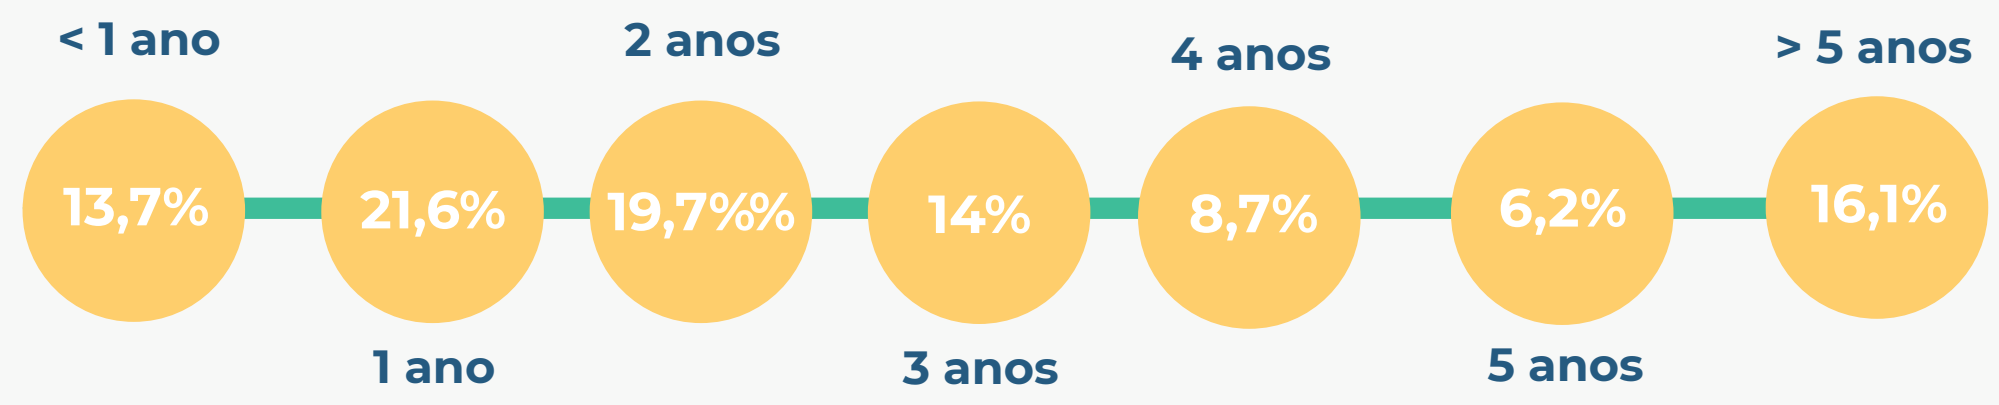 < 1 ano
2 anos
4 anos
> 5 anos
13,7%
21,6%
19,7%%
14%
8,7%
6,2%
16,1%
1 ano
3 anos
5 anos